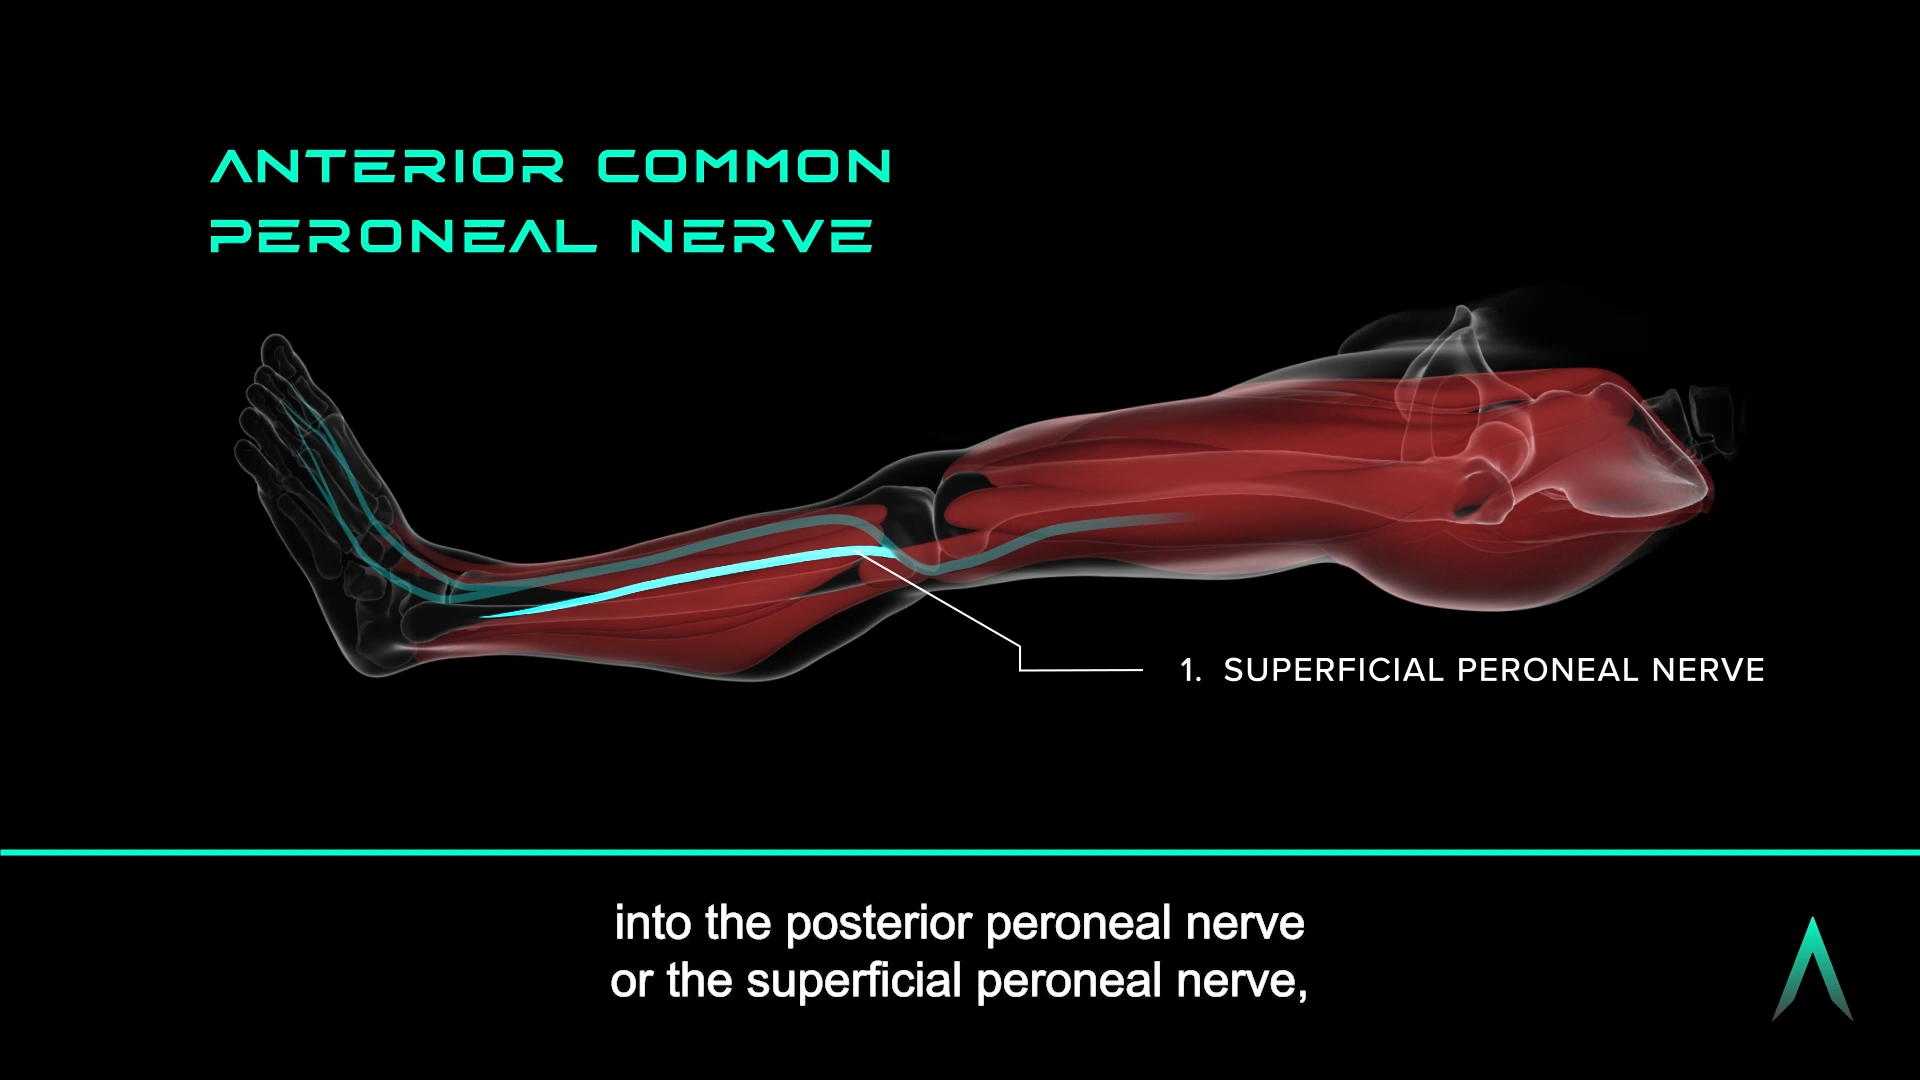 ANTERIOR COMMON
PERONEAL NERVE
1. SUPERFICIAL PERONEAL NERVE
into the posterior peroneal nerve
or the superficial peroneal nerve,